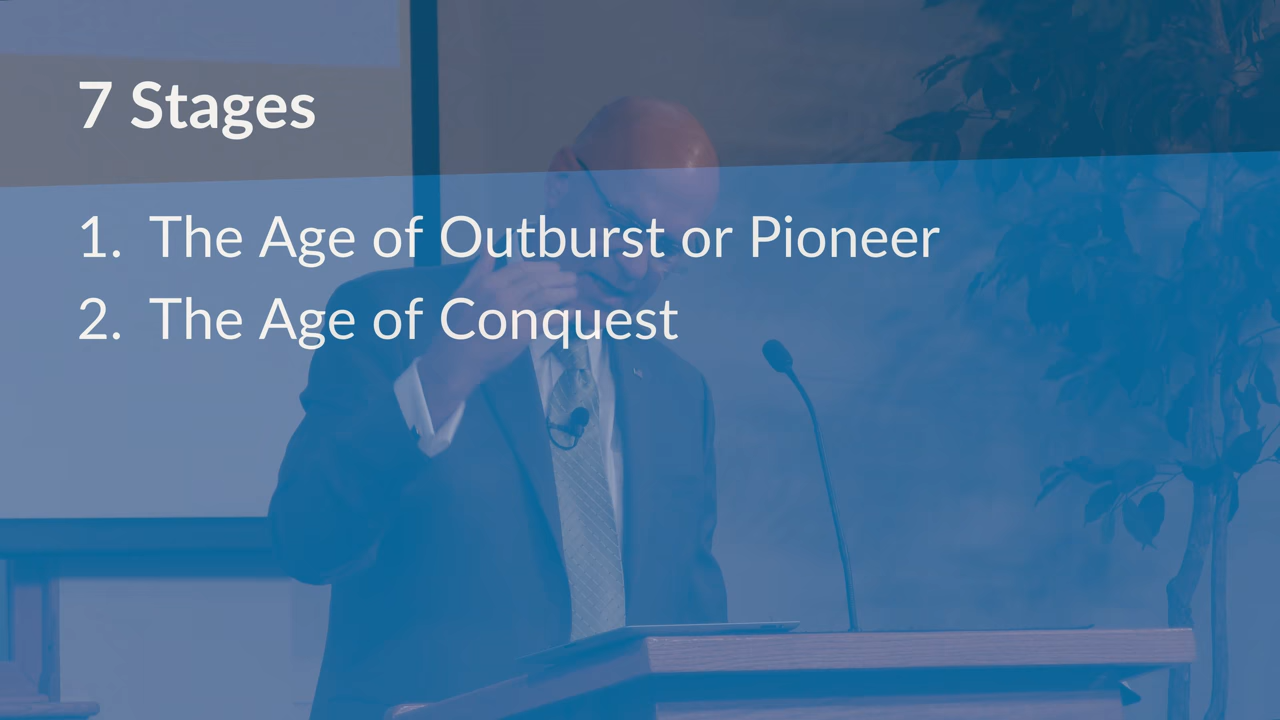 7 Stages
1. The Age of Outburst or Pioneer
2. The Age of Conquest